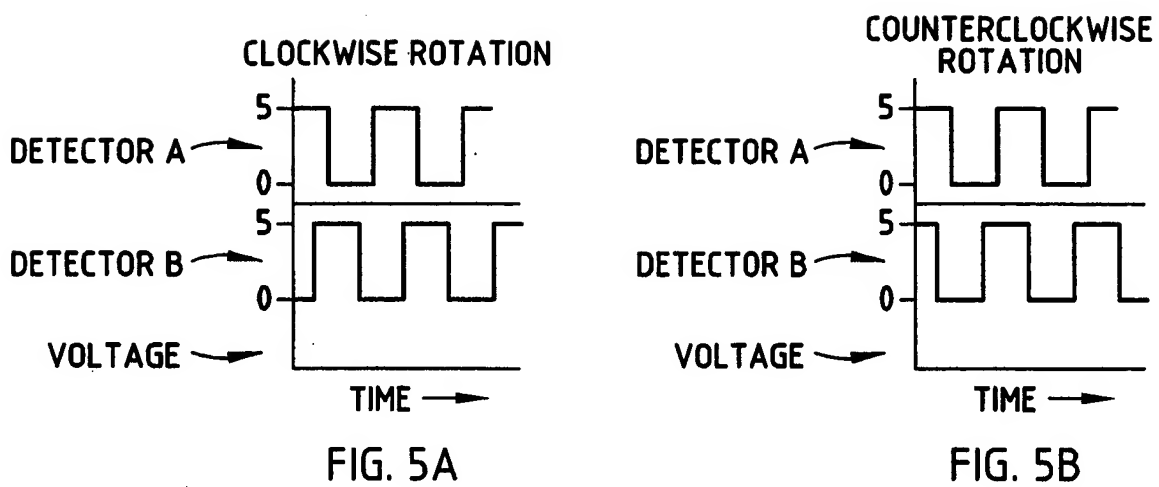 CLOCKWISE ROTATION
5
DETECTOR A
0
5
DETECTOR B
0
VOLTAGE
TIME
FIG. 5A
COUNTERCLOCKWISE
ROTATION
5
DETECTOR A
0
5
DETECTOR B
0
VOLTAGE
TIME
FIG. 5B